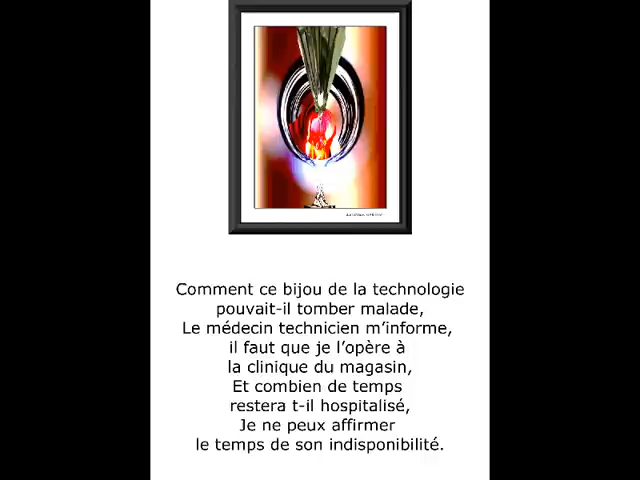 Comment ce bijou de la technologie
pouvait-il tomber malade,
Le médecin technicien m’informe,
il faut que je l’opère à
la clinique du magasin,
Et combien de temps
restera t-il hospitalisé,
Je ne peux affirmer
le temps de son indisponibilité.